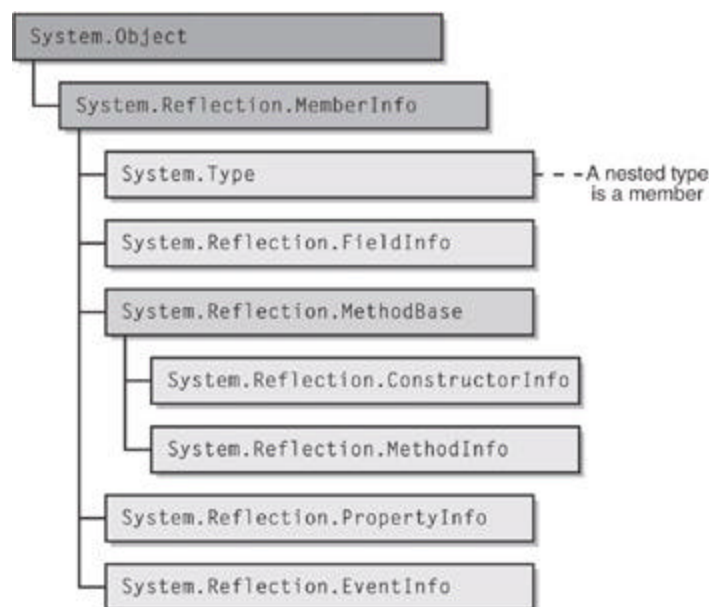 System.Object
System.Reflection.MemberInfo
System.Type
A nested type
is a member
System.Reflection.FieldInfo
System.Reflection.MethodBase
System.Reflection.ConstructorInfo
System.Reflection.MethodInfo
System.Reflection.PropertyInfo
System.Reflection.EventInfo